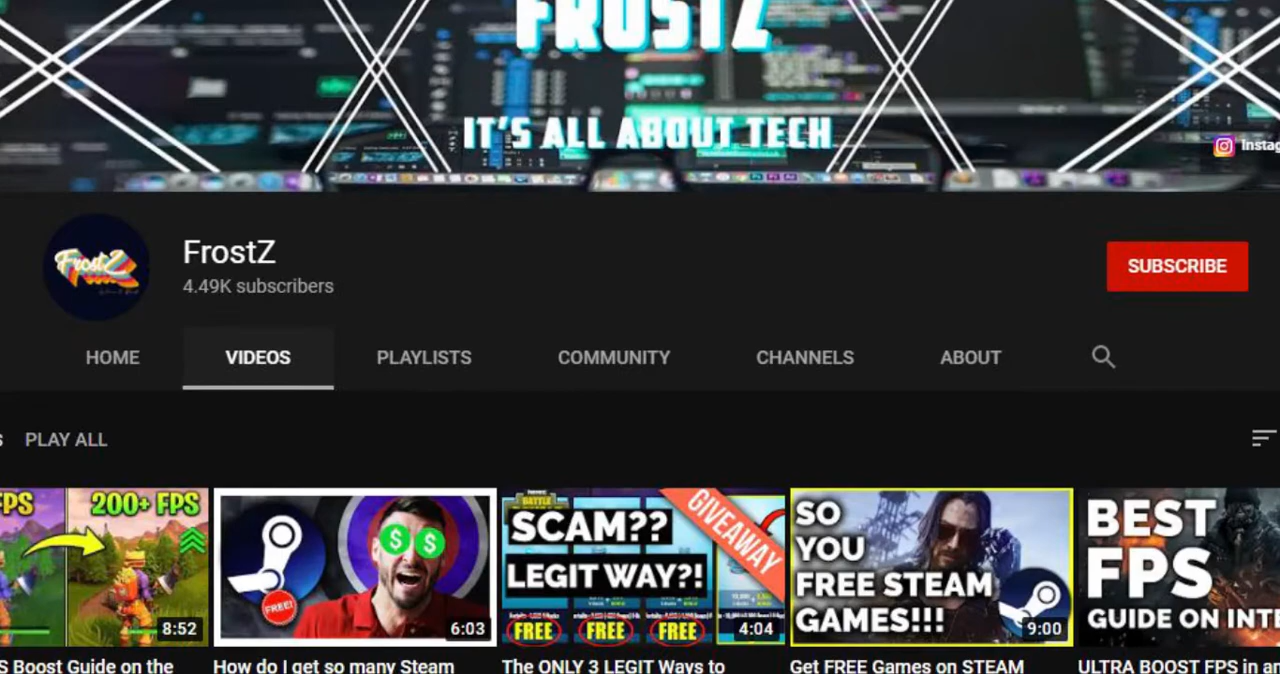 FROSTZ
IT'S ALL ABOUT TECH
FrostZ
FrostZ
4.49K subscribers
SUBSCRIBE
HOME
VIDEOS
PLAYLISTS
COMMUNITY
CHANNELS
ABOUT
PLAY ALL
FPS
200+ FPS
8:52
FREE!
6:03
SCAM??
LEGIT WAY?!
GIVEAWAY
FREE
FREE
FREE
4:04
SO
YOU
FREE STEAM
GAMES!!!
9:00
BEST
FPS
GUIDE ON INTE
S Boost Guide on the
How do I get so many Steam
The ONLY 3 LEGIT Ways to
Get FREE Games on STEAM
ULTRA BOOST FPS in an